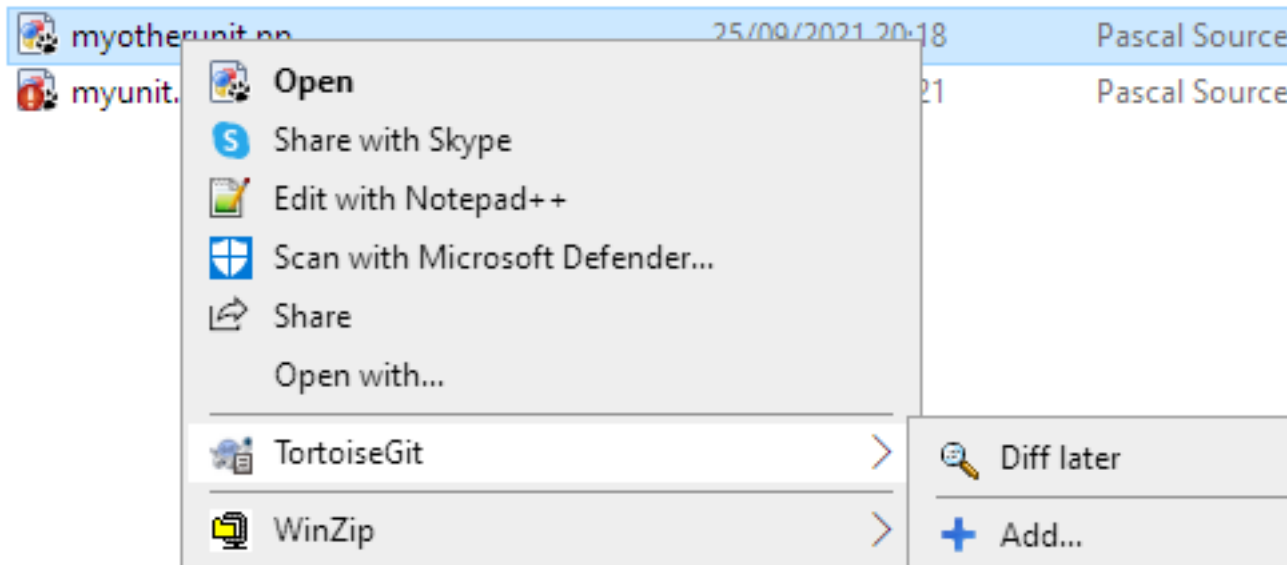 myotherunit.pp 25/09/2021 20:18 Pascal Source
myunit. 21 Pascal Source
Open
Share with Skype
Edit with Notepad++
Scan with Microsoft Defender...
Share
Open with...
TortoiseGit
Diff later
WinZip
Add...